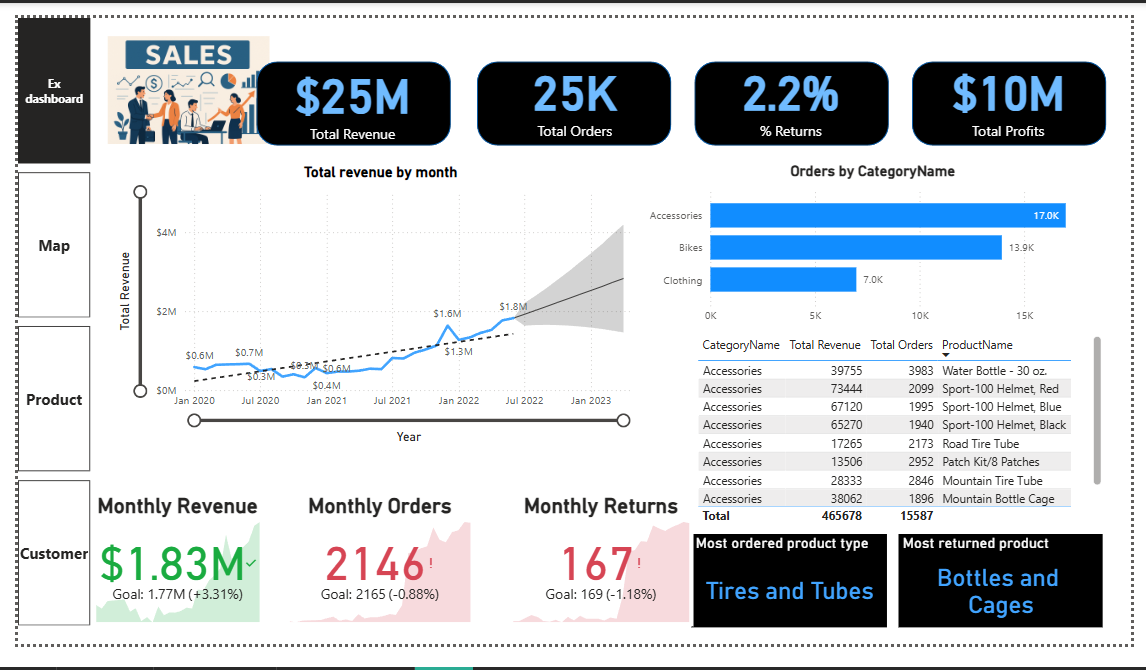 Ex
dashboard
Map
Product
Customer
SALES
$
$25M
Total Revenue
25K
Total Orders
2.2%
% Returns
$10M
Total Profits
Total revenue by month
Total Revenue
$4M
$2M
$0M
$0.6M
$0.7M
$0.3M
$0.3M
$0.4M
$0.6M
$1.6M
$1.3M
$1.8M
Jan 2020
Jul 2020
Jan 2021
Jul 2021
Jan 2022
Jul 2022
Jan 2023
Year
Orders by CategoryName
Accessories 17.0K
Bikes 13.9K
Clothing 7.0K
0K 5K 10K 15K
CategoryName Total Revenue Total Orders ProductName
Accessories 39755 3983 Water Bottle - 30 oz.
Accessories 73444 2099 Sport-100 Helmet, Red
Accessories 67120 1995 Sport-100 Helmet, Blue
Accessories 65270 1940 Sport-100 Helmet, Black
Accessories 17265 2173 Road Tire Tube
Accessories 13506 2952 Patch Kit/8 Patches
Accessories 28333 2846 Mountain Tire Tube
Accessories 38062 1896 Mountain Bottle Cage
Total 465678 15587
Monthly Revenue
$1.83M
Goal: 1.77M (+3.31%)
Monthly Orders
2146!
Goal: 2165 (-0.88%)
Monthly Returns
167!
Goal: 169 (-1.18%)
Most ordered product type
Tires and Tubes
Most returned product
Bottles and
Cages